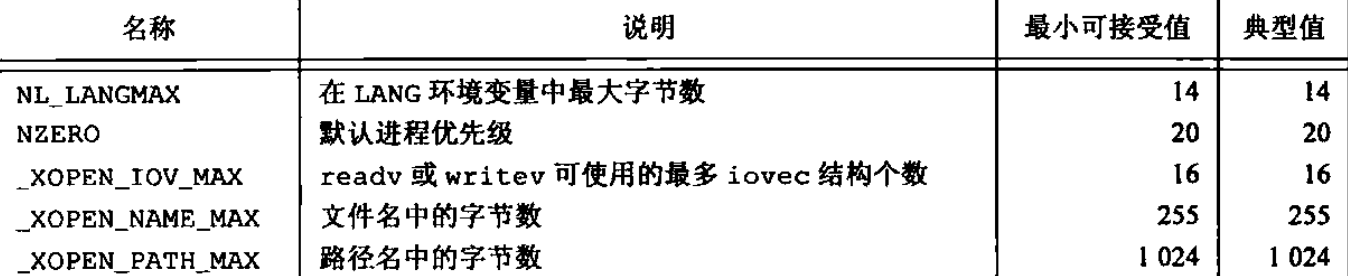 名称 说明 最小可接受值 典型值
NL_LANGMAX 在 LANG 环境变量中最大字节数 14 14
NZERO 默认进程优先级 20 20
_XOPEN_IOV_MAX readv 或 writev 可使用的最多 iovec 结构个数 16 16
_XOPEN_NAME_MAX 文件名中的字节数 255 255
_XOPEN_PATH_MAX 路径名中的字节数 1 024 1 024